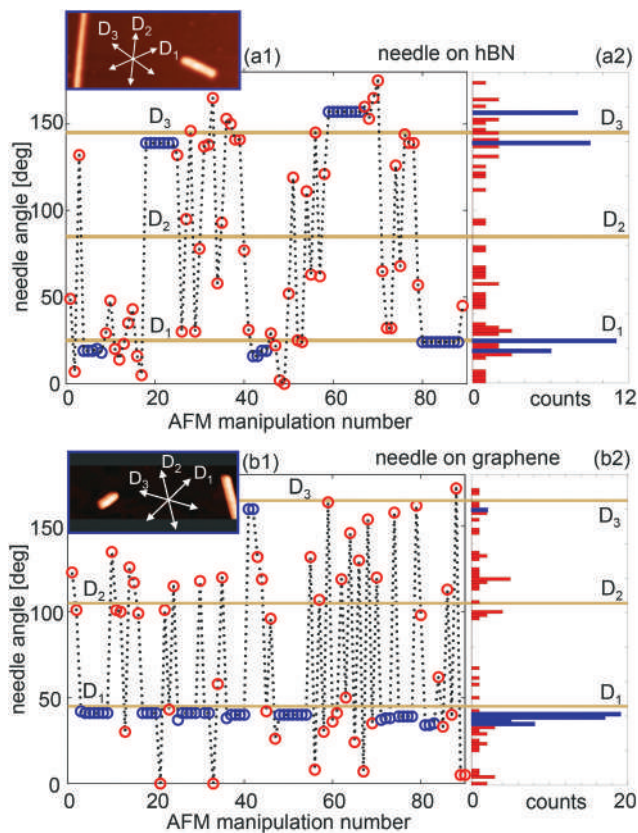 D3
D2
D1
(a1)
needle on hBN
(a2)
needle angle [deg]
150
100
50
0
D3
D2
D1
D3
D2
D1
0
20
40
60
80
AFM manipulation number
0
12
counts
(b1)
needle on graphene
(b2)
D3
D2
D1
needle angle [deg]
150
100
50
0
D3
D2
D1
D3
D2
D1
0
20
40
60
80
AFM manipulation number
0
20
counts